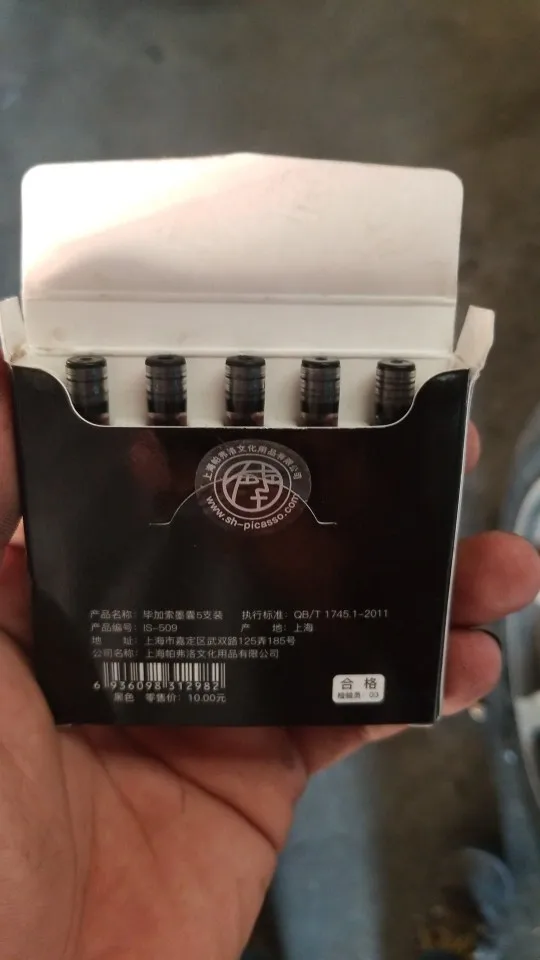 上海帕弗洛文化用品有限公司
www.sh-picasso.com
产品名称：毕加索墨囊5支装 执行标准：QB/T 1745.1-2011
产品编号：IS-509 产 地：上海
地 址：上海市嘉定区武双路125弄185号
公司名称：上海帕弗洛文化用品有限公司
6 936098 312982
黑色 零售价：10.00元
合 格
检验员：03